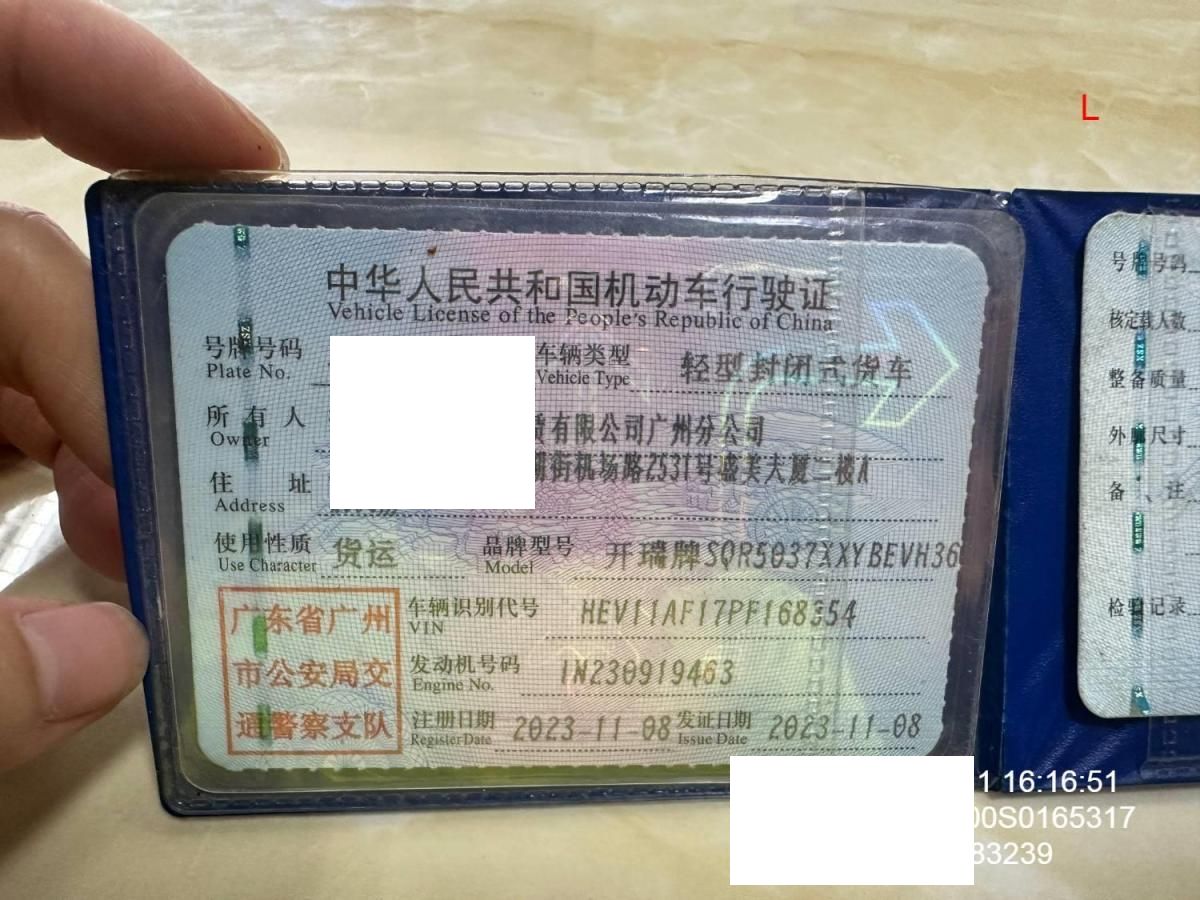 L
中华人民共和国机动车行驶证
Vehicle License of the People's Republic of China
号牌号码 车辆类型 轻型封闭式货车
Plate No. Vehicle Type
所有人 有限公司广州分公司
Owner
住址 街机场路2531号盛美大厦二楼A
Address
使用性质 货运 品牌型号 开瑞牌SQR5037XXYBEVH36
Use Character Model
广东省广州
市公安局交
通警察支队
车辆识别代号 HEV11AF17PF168354
VIN
发动机号码 IN230919463
Engine No.
注册日期 2023-11-08 发证日期 2023-11-08
Register Date Issue Date
号牌号码
核定载人数
整备质量
外廓尺寸
备注
检验记录
1 16:16:51
00S0165317
83239